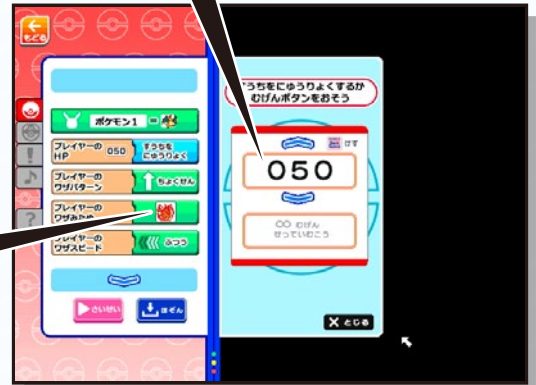 もどる
すうちをにゅうりょくするか
むげんボタンをおそう
ポケモン1 =
プレイヤーの
HP
050
すうちを
にゅうりょく
プレイヤーの
ワザパターン
ちょくせん
プレイヤーの
ワザみため
プレイヤーの
ワザスピード
ふつう
さいせい
ほぞん
けす
050
∞ むげん
せっていむこう
× とじる
!
♪
?